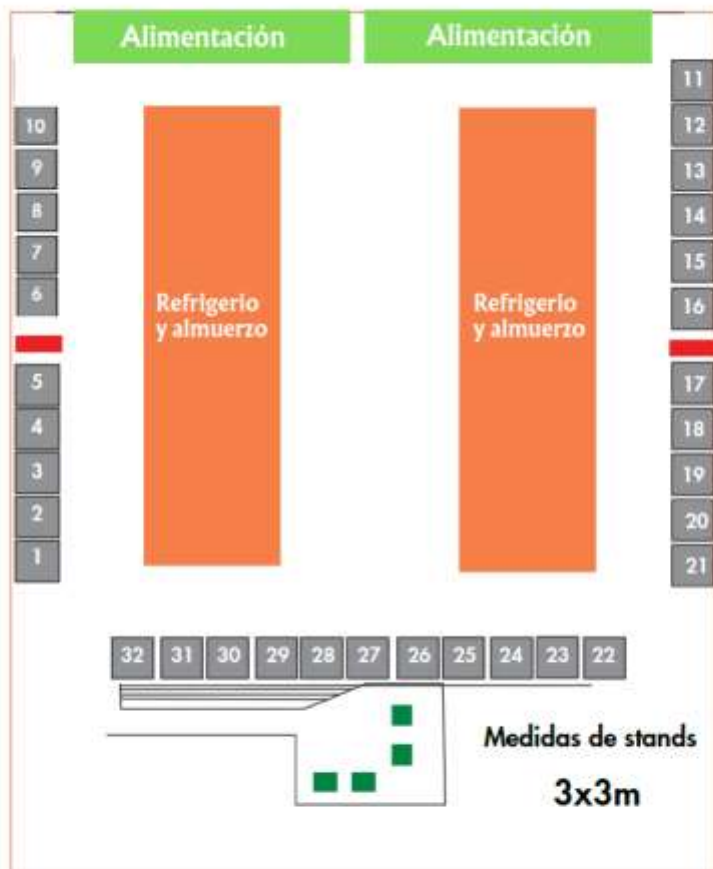 Alimentación
Alimentación
10
9
8
7
6
5
4
3
2
1
Refrigerio
y almuerzo
Refrigerio
y almuerzo
11
12
13
14
15
16
17
18
19
20
21
32 31 30 29 28 27 26 25 24 23 22
Medidas de stands
3x3m